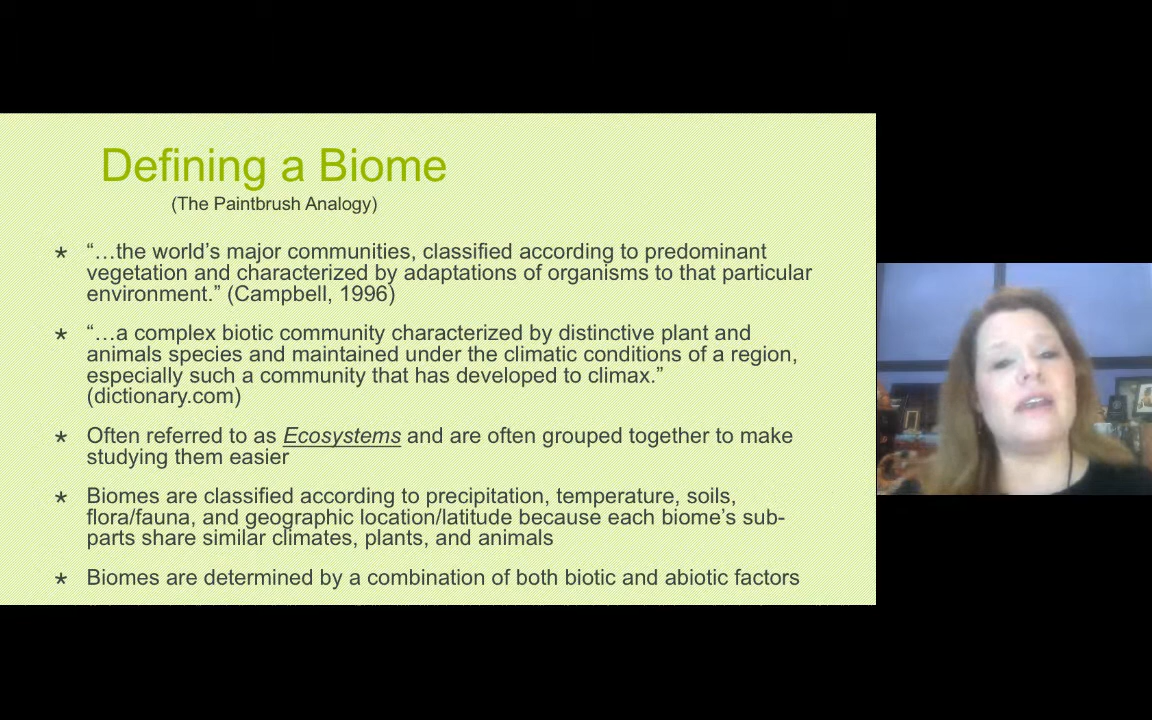 Defining a Biome
(The Paintbrush Analogy)
* “…the world’s major communities, classified according to predominant
vegetation and characterized by adaptations of organisms to that particular
environment.” (Campbell, 1996)
* “…a complex biotic community characterized by distinctive plant and
animals species and maintained under the climatic conditions of a region,
especially such a community that has developed to climax.”
(dictionary.com)
* Often referred to as Ecosystems and are often grouped together to make
studying them easier
* Biomes are classified according to precipitation, temperature, soils,
flora/fauna, and geographic location/latitude because each biome’s sub-
parts share similar climates, plants, and animals
* Biomes are determined by a combination of both biotic and abiotic factors